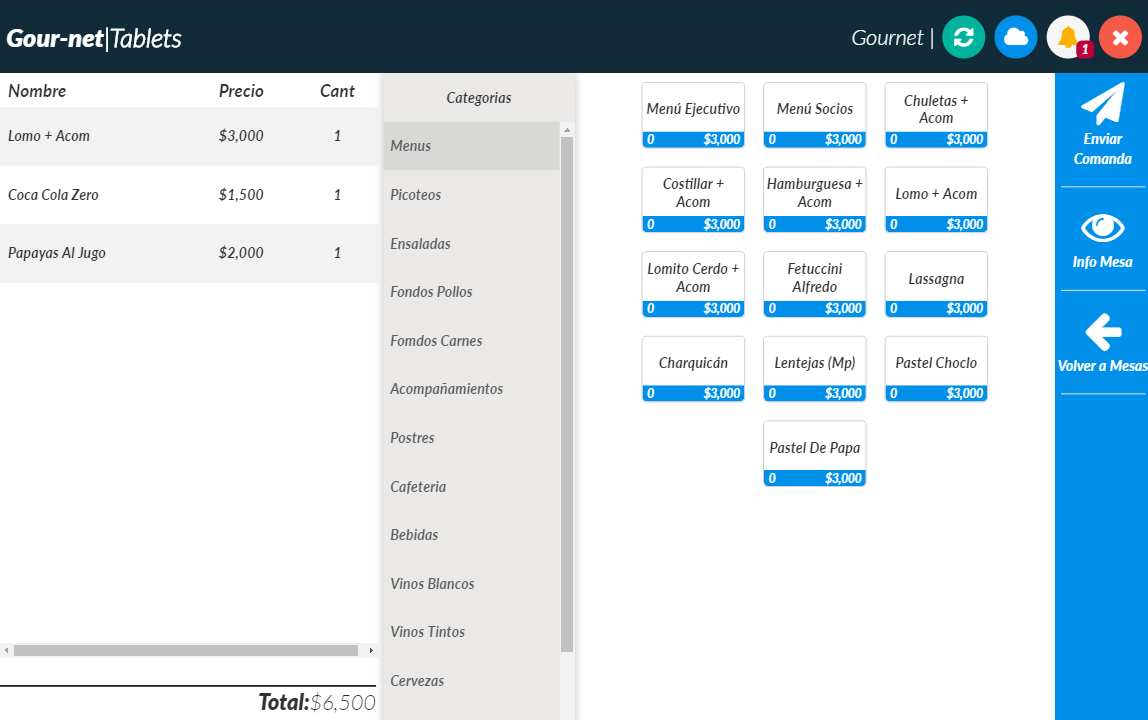 Gour-net|Tablets
Gournet |
1
Nombre Precio Cant
Lomo + Acom $3,000 1
Coca Cola Zero $1,500 1
Papayas Al Jugo $2,000 1
Total:$6,500
Categorias
Menus
Picoteos
Ensaladas
Fondos Pollos
Fomdos Carnes
Acompañamientos
Postres
Cafeteria
Bebidas
Vinos Blancos
Vinos Tintos
Cervezas
Menú Ejecutivo
0 $3,000
Menú Socios
0 $3,000
Chuletas +
Acom
0 $3,000
Costillar +
Acom
0 $3,000
Hamburguesa +
Acom
0 $3,000
Lomo + Acom
0 $3,000
Lomito Cerdo +
Acom
0 $3,000
Fetuccini
Alfredo
0 $3,000
Lassagna
0 $3,000
Charquicán
0 $3,000
Lentejas (Mp)
0 $3,000
Pastel Choclo
0 $3,000
Pastel De Papa
0 $3,000
Enviar
Comanda
Info Mesa
Volver a Mesas